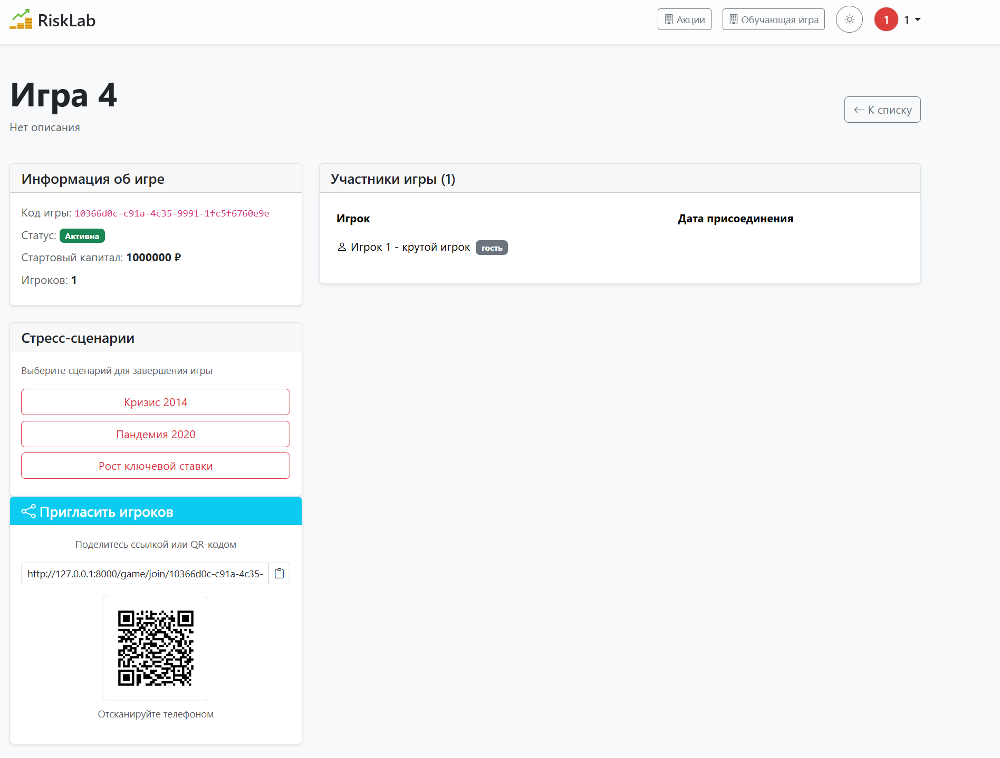 RiskLab
Акции
Обучающая игра
1
1
Игра 4
Нет описания
← К списку
Информация об игре
Код игры: 10366d0c-c91a-4c35-9991-1fc5f6760e9e
Статус: Активна
Стартовый капитал: 1000000 ₽
Игроков: 1
Участники игры (1)
Игрок Дата присоединения
Игрок 1 - крутой игрок гость
Стресс-сценарии
Выберите сценарий для завершения игры
Кризис 2014
Пандемия 2020
Рост ключевой ставки
Пригласить игроков
Поделитесь ссылкой или QR-кодом
http://127.0.0.1:8000/game/join/10366d0c-c91a-4c35-
Отсканируйте телефоном